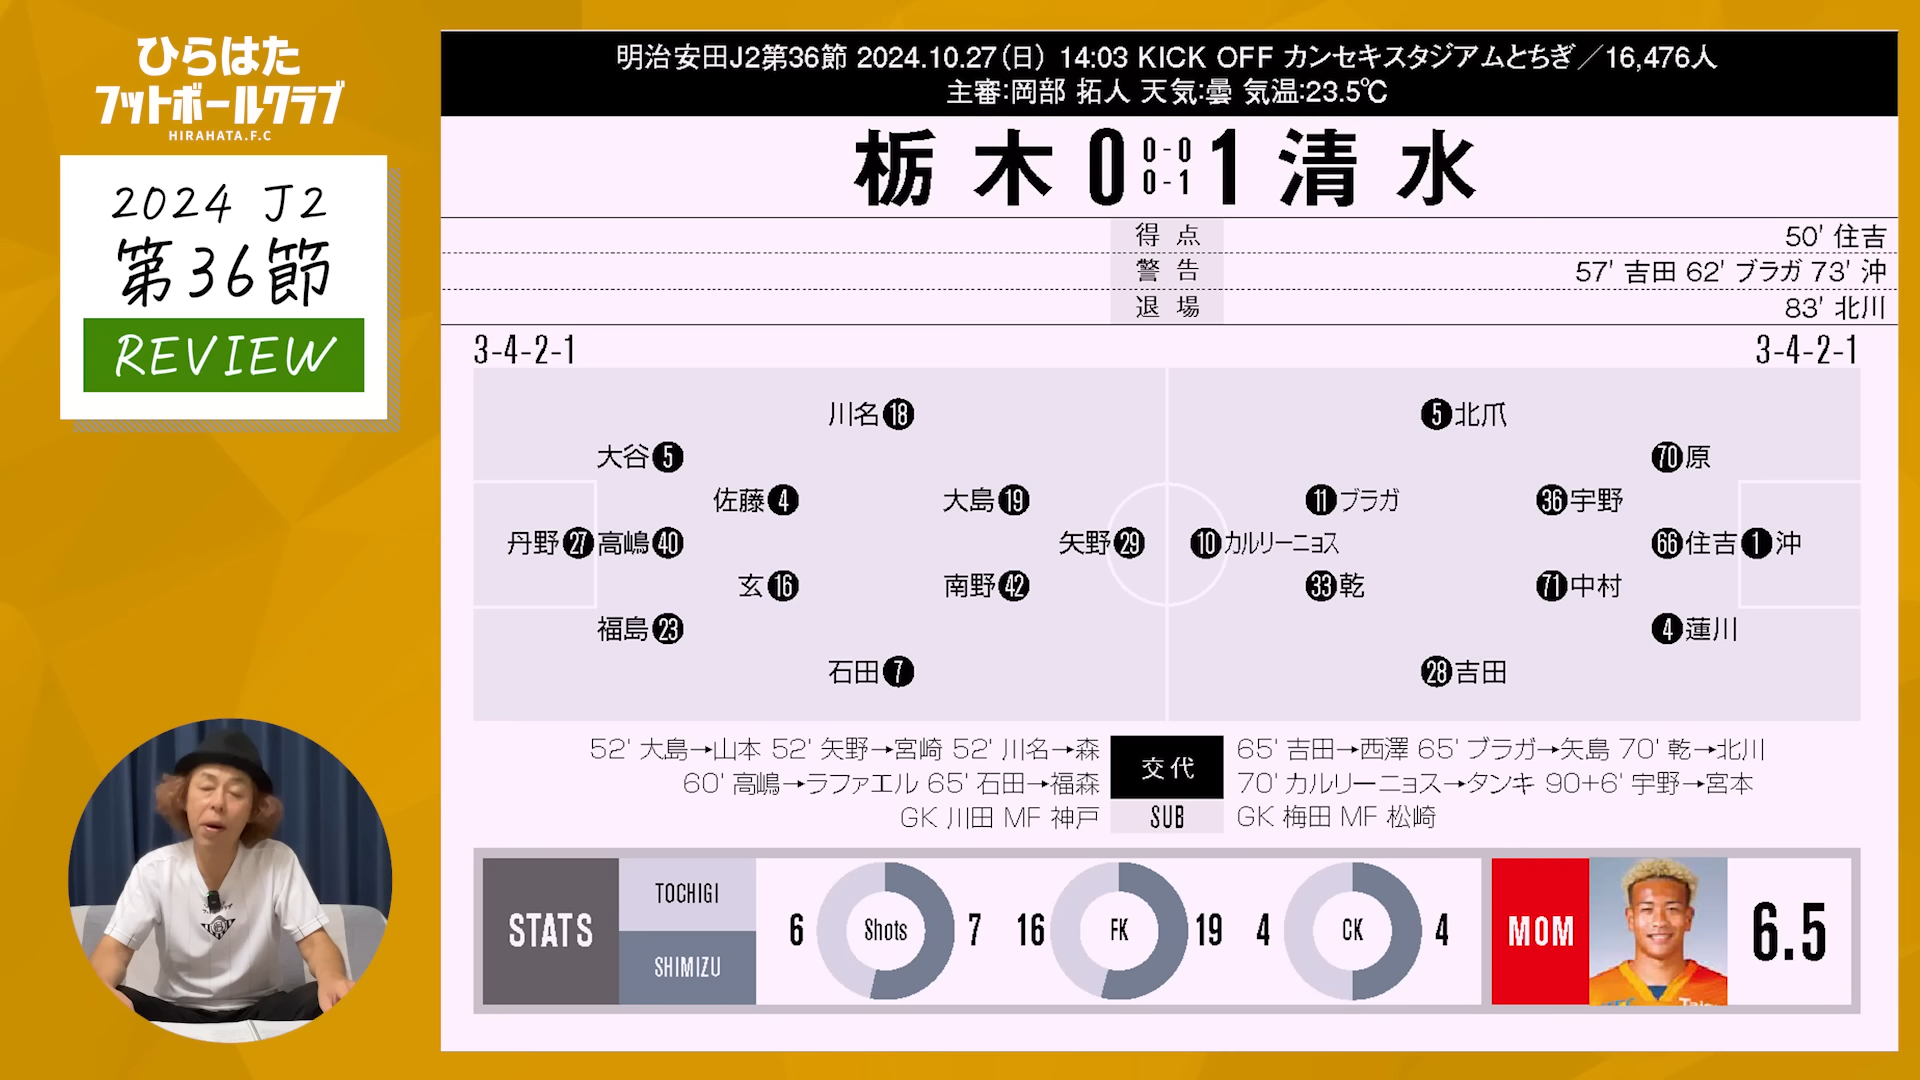 ひらはた
フットボールクラブ
HIRAHATA.F.C
2024 J2
第36節
REVIEW
明治安田J2第36節 2024.10.27(日) 14:03 KICK OFF カンセキスタジアムとちぎ／16,476人
主審:岡部 拓人 天気:曇 気温:23.5℃
栃木 0 0-0 1 清水
0-1
得点 50' 住吉
警告 57' 吉田 62' ブラガ 73' 沖
退場 83' 北川
3-4-2-1 3-4-2-1
川名 18 5 北爪
大谷 5 70 原
佐藤 4 大島 19 11 ブラガ 36 宇野
丹野 27 高嶋 40 矢野 29 10 カルリーニョス 66 住吉 1 沖
玄 16 南野 42 33 乾 71 中村
福島 23 4 蓮川
石田 7 28 吉田
52' 大島→山本 52' 矢野→宮崎 52' 川名→森
60' 高嶋→ラファエル 65' 石田→福森
交代
65' 吉田→西澤 65' ブラガ→矢島 70' 乾→北川
70' カルリーニョス→タンキ 90+6' 宇野→宮本
GK 川田 MF 神戸 SUB GK 梅田 MF 松崎
STATS
TOCHIGI
SHIMIZU
6 Shots 7 16 FK 19 4 CK 4
MOM 6.5